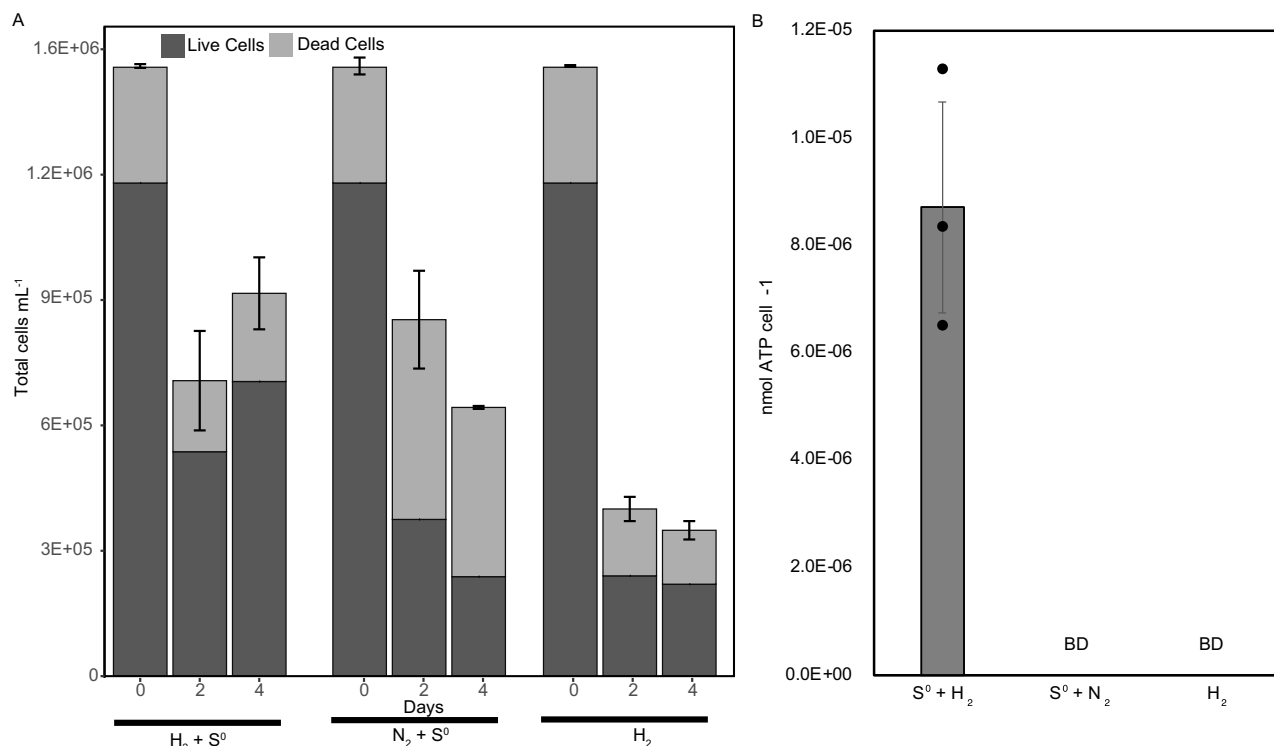 A
Live Cells
Dead Cells
Total cells mL⁻¹
1.6E+06
1.2E+06
9E+05
6E+05
3E+05
0
0 2 4 0 2 4 0 2 4
Days
H₂ + S⁰
N₂ + S⁰
H₂
B
nmol ATP cell -1
1.2E-05
1.0E-05
8.0E-06
6.0E-06
4.0E-06
2.0E-06
0.0E+00
BD
BD
S⁰ + H₂
S⁰ + N₂
H₂